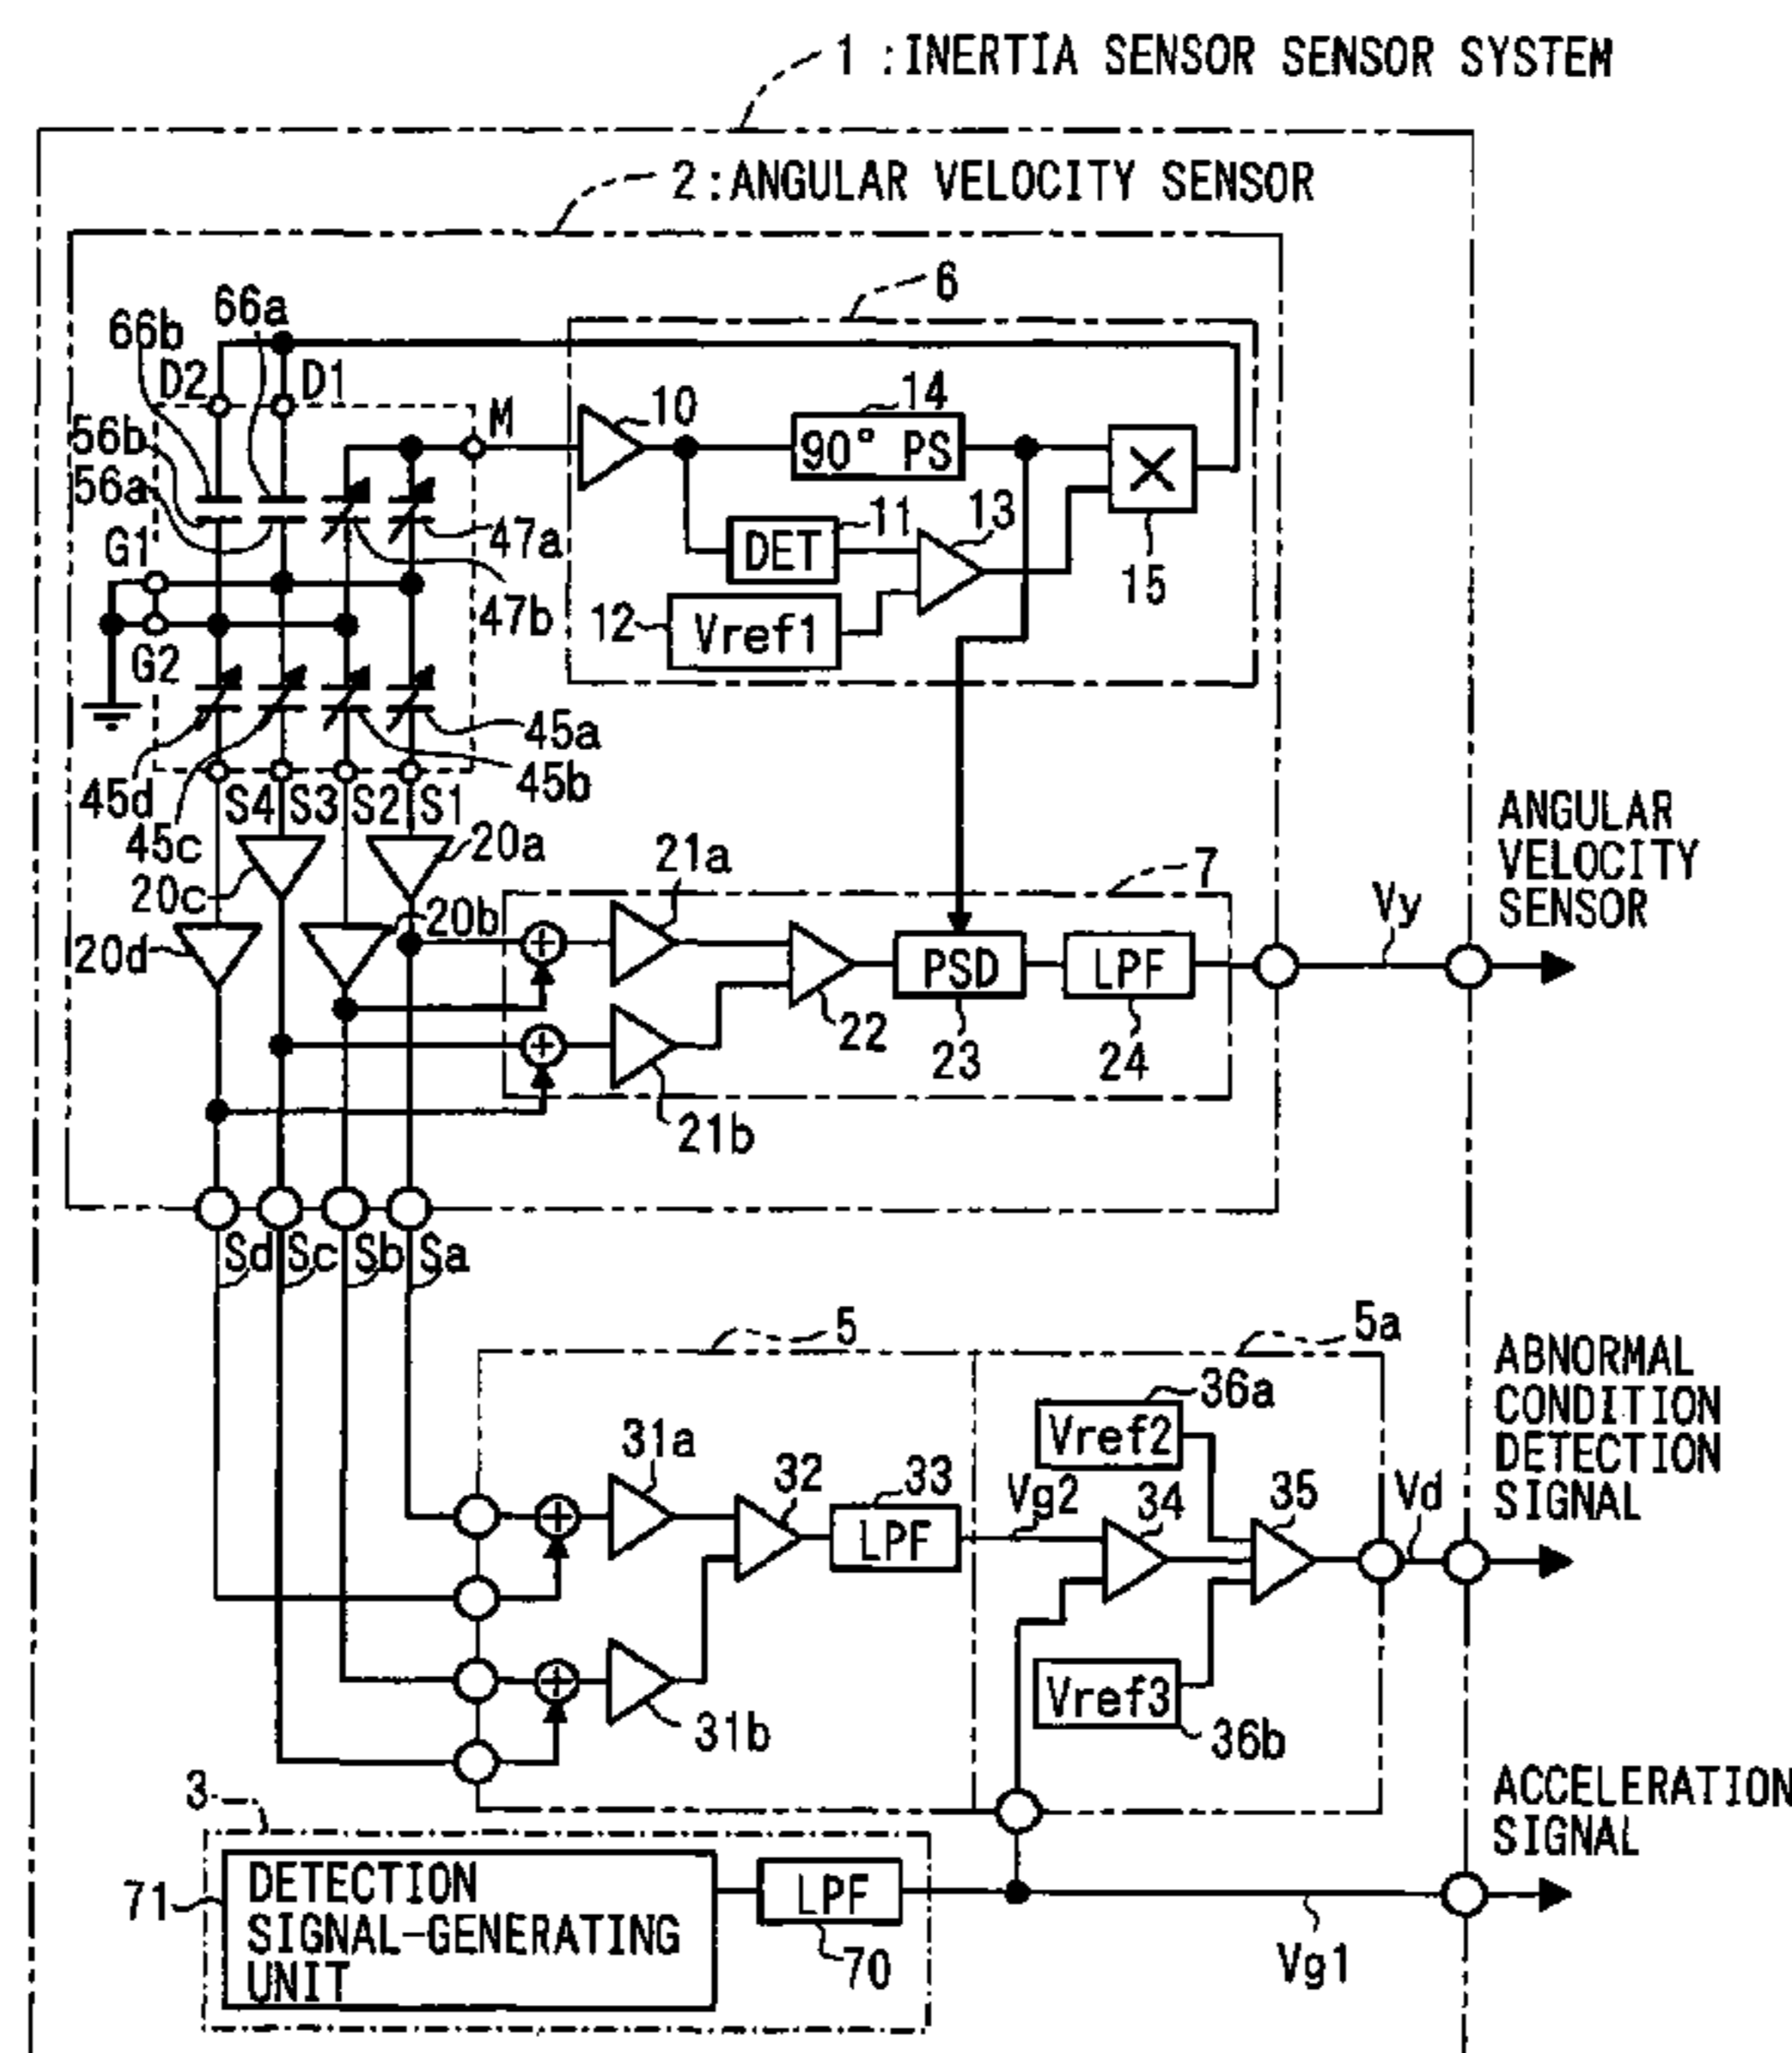 1 :INERTIA SENSOR SENSOR SYSTEM
2:ANGULAR VELOCITY SENSOR
6
66a
66b
D2
D1
M
10
14
90° PS
56b
56a
47a
11
DET
13
15
G1
47b
12
Vref1
G2
45a
45b
45d
45c
S4
S3
S2
S1
20a
20c
20b
20d
21a
7
22
PSD
23
LPF
24
21b
Vy
ANGULAR
VELOCITY
SENSOR
Sd
Sc
Sb
Sa
5
5a
36a
Vref2
31a
32
33
LPF
Vg2
34
35
Vd
ABNORMAL
CONDITION
DETECTION
SIGNAL
31b
Vref3
36b
3
71
DETECTION
SIGNAL-GENERATING
UNIT
LPF
70
Vg1
ACCELERATION
SIGNAL